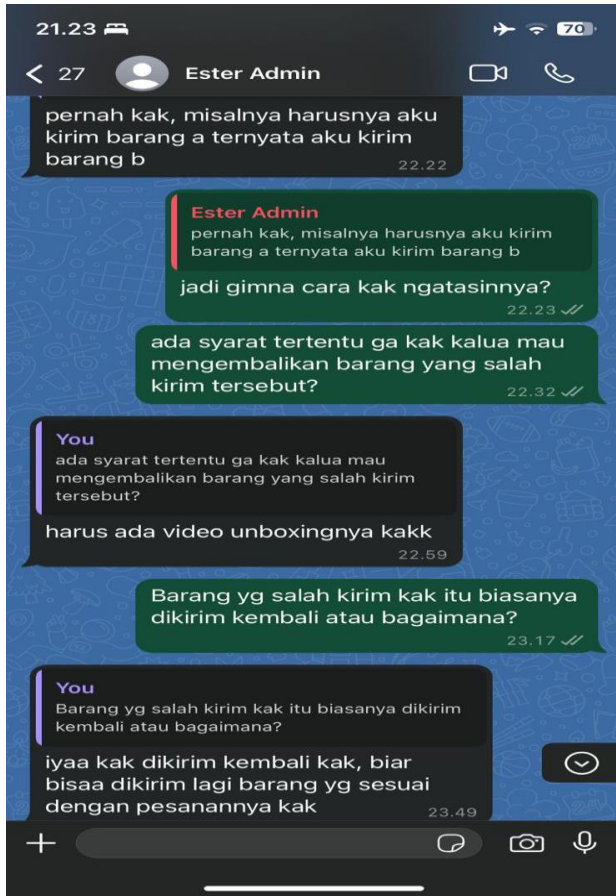 21.23
70
27
Ester Admin
pernah kak, misalnya harusnya aku
kirim barang a ternyata aku kirim
barang b
22.22
Ester Admin
pernah kak, misalnya harusnya aku kirim
barang a ternyata aku kirim barang b
jadi gimna cara kak ngatasinnya?
22.23
ada syarat tertentu ga kak kalua mau
mengembalikan barang yang salah
kirim tersebut?
22.32
You
ada syarat tertentu ga kak kalua mau
mengembalikan barang yang salah kirim
tersebut?
harus ada video unboxingnya kakk
22.59
Barang yg salah kirim kak itu biasanya
dikirim kembali atau bagaimana?
23.17
You
Barang yg salah kirim kak itu biasanya dikirim
kembali atau bagaimana?
iyaa kak dikirim kembali kak, biar
bisaa dikirim lagi barang yg sesuai
dengan pesanannya kak
23.49